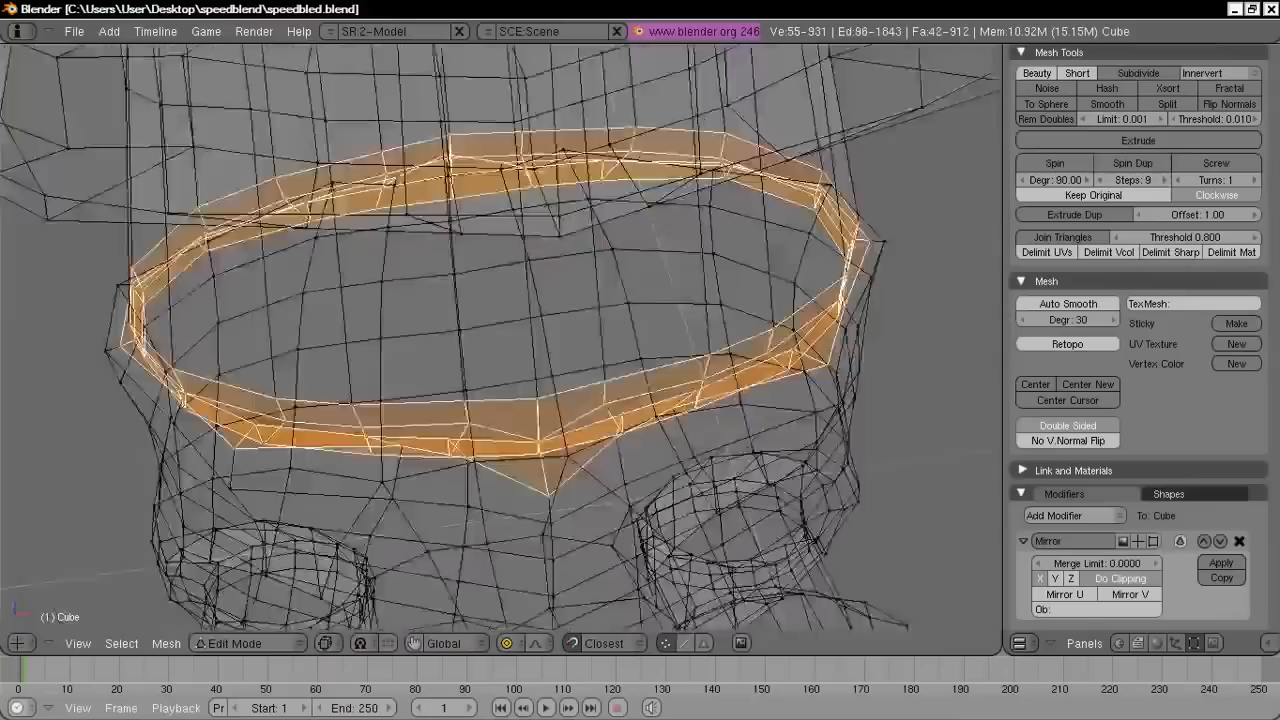 Blender [C:\Users\User\Desktop\speedblend\speedbled.blend]
File Add Timeline Game Render Help SR:2-Model SCE:Scene www.blender.org 246 Ve:55-931 | Ed:96-1843 | Fa:42-912 | Mem:10.92M (15.15M) Cube
Mesh Tools
Beauty Short Subdivide Innervert
Noise Hash Xsort Fractal
To Sphere Smooth Split Flip Normals
Rem Doubles Limit: 0.001 Threshold: 0.010
Extrude
Spin Spin Dup Screw
Degr: 90.00 Steps: 9 Turns: 1
Keep Original Clockwise
Extrude Dup Offset: 1.00
Join Triangles Threshold 0.800
Delimit UVs Delimit Vcol Delimit Sharp Delimit Mat
Mesh
Auto Smooth TexMesh:
Degr: 30 Sticky Make
Retopo UV Texture New
Vertex Color New
Center Center New
Center Cursor
Double Sided
No V.Normal Flip
Link and Materials
Modifiers Shapes
Add Modifier To: Cube
Mirror
Merge Limit: 0.0000 Apply
X Y Z Do Clipping Copy
Mirror U Mirror V
Ob:
(1) Cube
View Select Mesh Edit Mode Global Closest Panels
0 10 20 30 40 50 60 70 80 90 100 110 120 130 140 150 160 170 180 190 200 210 220 230 240 250
View Frame Playback Pr Start: 1 End: 250 1